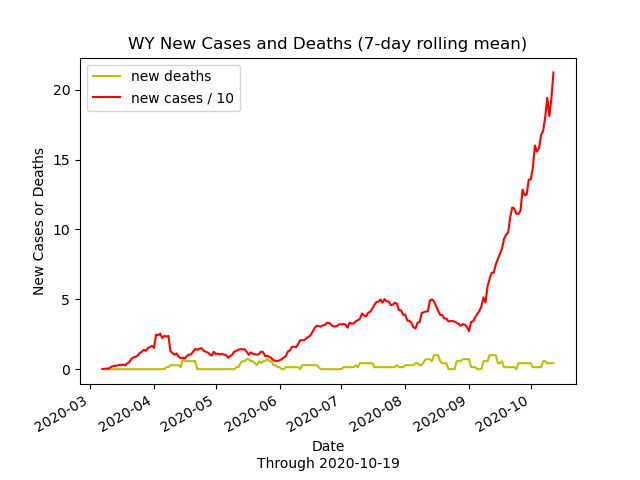 WY New Cases and Deaths (7-day rolling mean)
new deaths
new cases / 10
New Cases or Deaths
20
15
10
5
0
2020-03
2020-04
2020-05
2020-06
2020-07
2020-08
2020-09
2020-10
Date
Through 2020-10-19